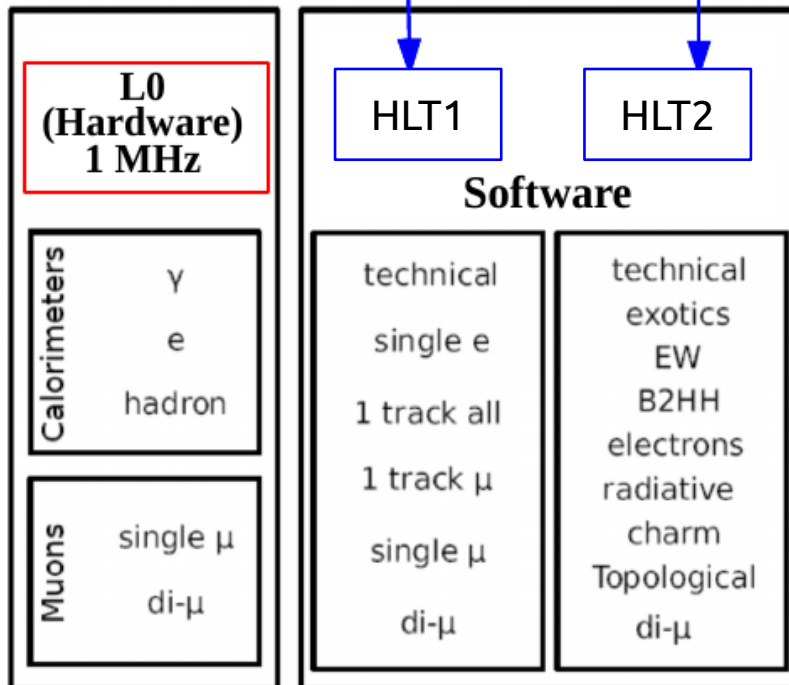 L0
(Hardware)
1 MHz
Calorimeters
γ
e
hadron
Muons
single μ
di-μ
HLT1
HLT2
Software
technical
single e
1 track all
1 track μ
single μ
di-μ
technical
exotics
EW
B2HH
electrons
radiative
charm
Topological
di-μ